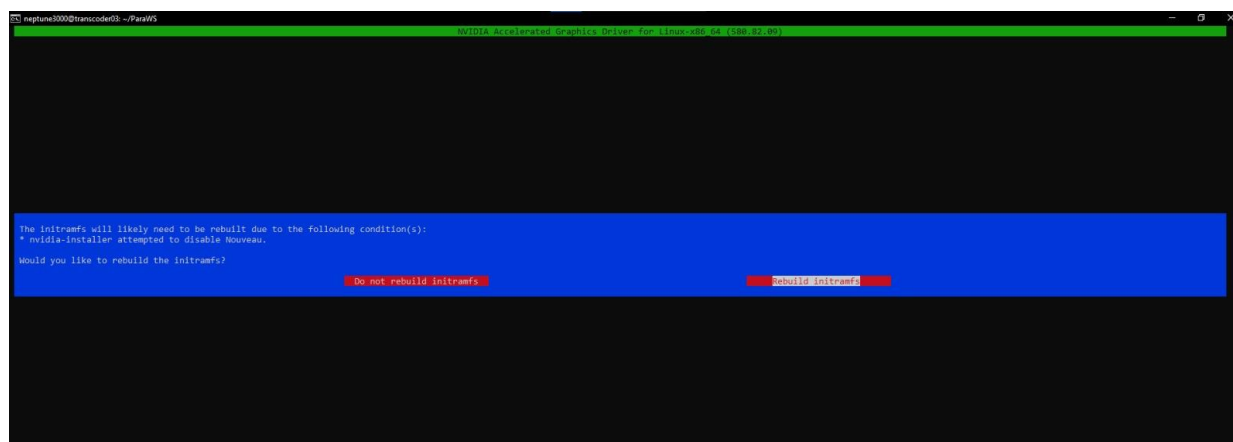 neptune3000@transcoder03: ~/ParaWS
NVIDIA Accelerated Graphics Driver for Linux-x86_64 (580.82.09)
The initramfs will likely need to be rebuilt due to the following condition(s):
* nvidia-installer attempted to disable Nouveau.
Would you like to rebuild the initramfs?
Do not rebuild initramfs
Rebuild initramfs